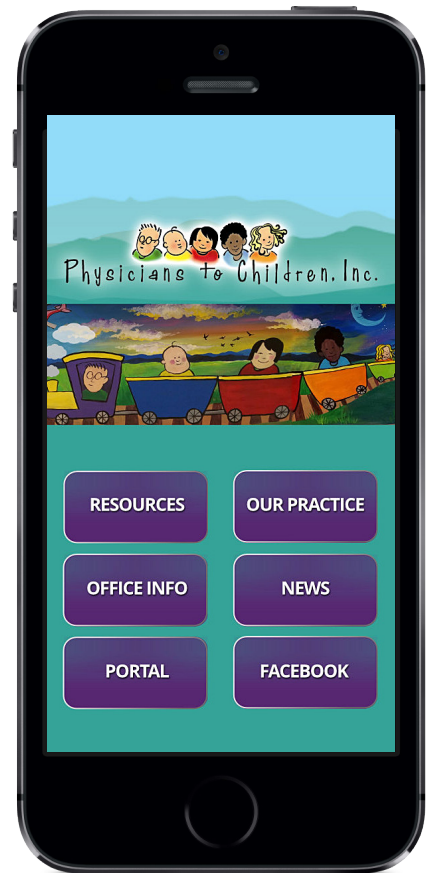 Physicians to Children, Inc.
RESOURCES
OUR PRACTICE
OFFICE INFO
NEWS
PORTAL
FACEBOOK